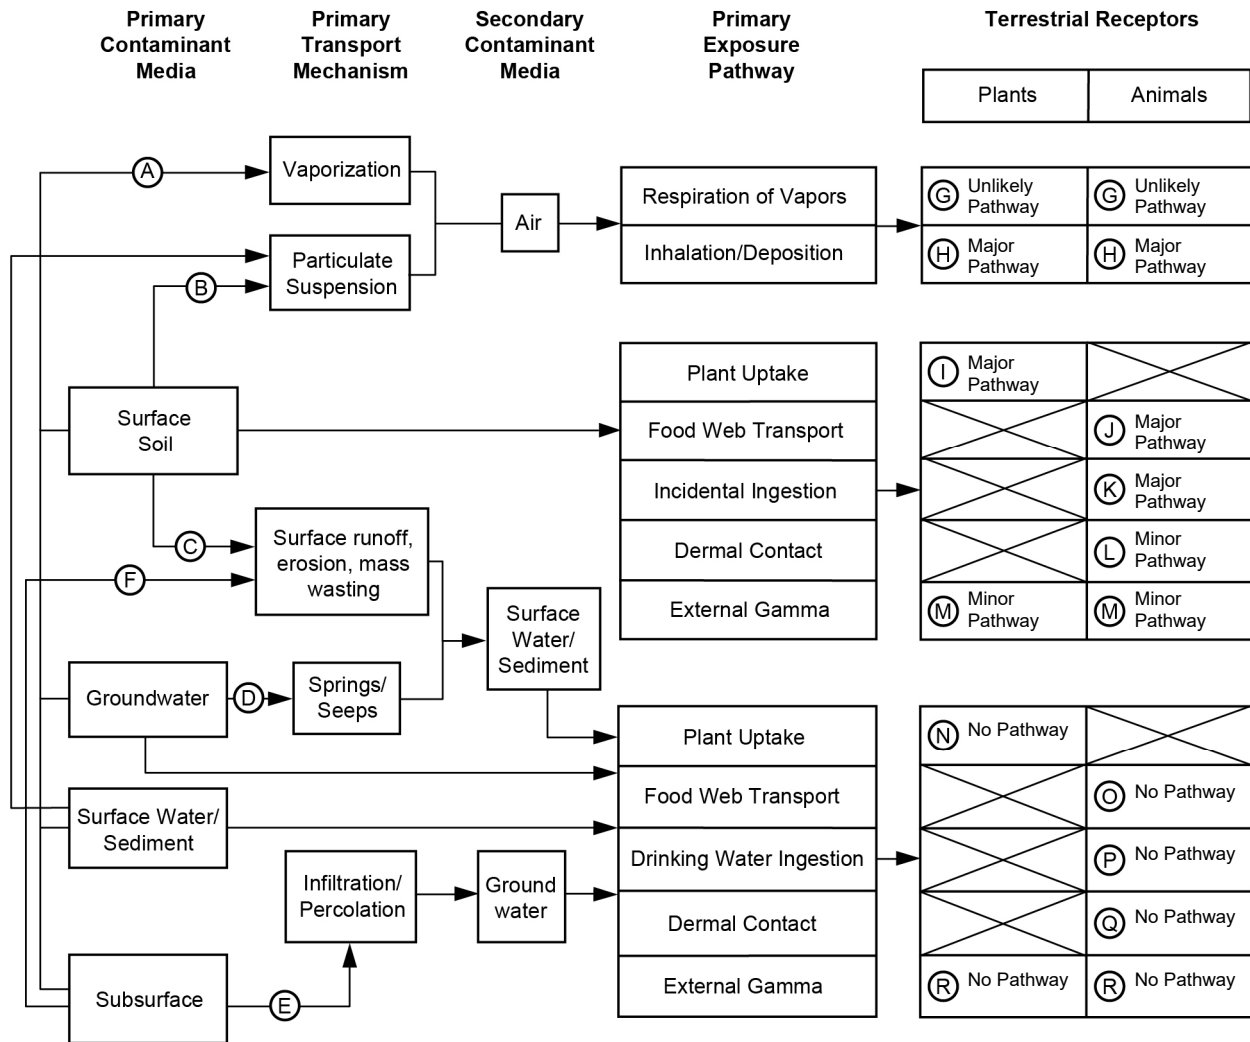 Primary
Contaminant
Media
Primary
Transport
Mechanism
Secondary
Contaminant
Media
Primary
Exposure
Pathway
Terrestrial Receptors
Plants
Animals
A
Vaporization
B
Particulate
Suspension
Air
Respiration of Vapors
Inhalation/Deposition
G Unlikely
Pathway
G Unlikely
Pathway
H Major
Pathway
H Major
Pathway
Surface
Soil
Plant Uptake
Food Web Transport
Incidental Ingestion
Dermal Contact
External Gamma
I Major
Pathway
J Major
Pathway
K Major
Pathway
L Minor
Pathway
M Minor
Pathway
M Minor
Pathway
C
F
Surface runoff,
erosion, mass
wasting
Surface
Water/
Sediment
Groundwater
D
Springs/
Seeps
Surface Water/
Sediment
Infiltration/
Percolation
Ground
water
Subsurface
E
Plant Uptake
Food Web Transport
Drinking Water Ingestion
Dermal Contact
External Gamma
N No Pathway
O No Pathway
P No Pathway
Q No Pathway
R No Pathway
R No Pathway